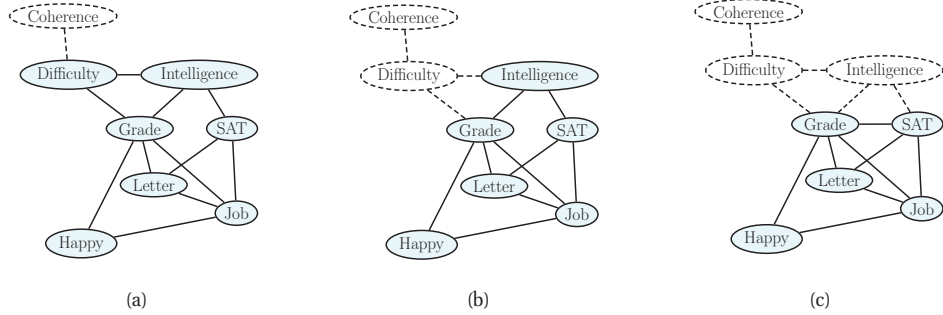 Coherence
Difficulty
Intelligence
Grade
SAT
Letter
Job
Happy
(a)
Coherence
Difficulty
Intelligence
Grade
SAT
Letter
Job
Happy
(b)
Coherence
Difficulty
Intelligence
Grade
SAT
Letter
Job
Happy
(c)